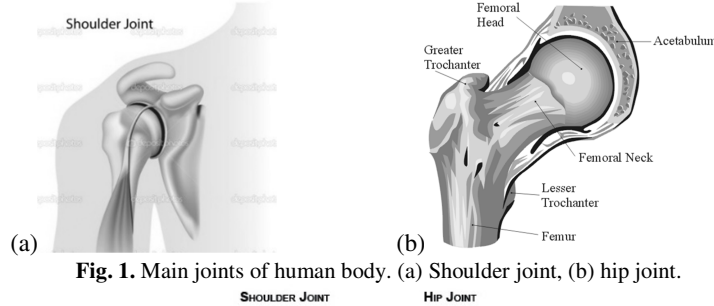 Shoulder Joint
Femoral
Head
Acetabulum
Greater
Trochanter
Femoral Neck
Lesser
Trochanter
Femur
(a)
(b)
Fig. 1. Main joints of human body. (a) Shoulder joint, (b) hip joint.
SHOULDER JOINT HIP JOINT